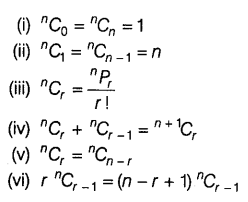 (i) ⁿC₀ = ⁿCₙ = 1
(ii) ⁿC₁ = ⁿCₙ₋₁ = n
(iii) ⁿCᵣ = ⁿPᵣ / r!
(iv) ⁿCᵣ + ⁿCᵣ₋₁ = ⁿ⁺¹Cᵣ
(v) ⁿCᵣ = ⁿCₙ₋ᵣ
(vi) r ⁿCᵣ₋₁ = (n – r + 1) ⁿCᵣ₋₁